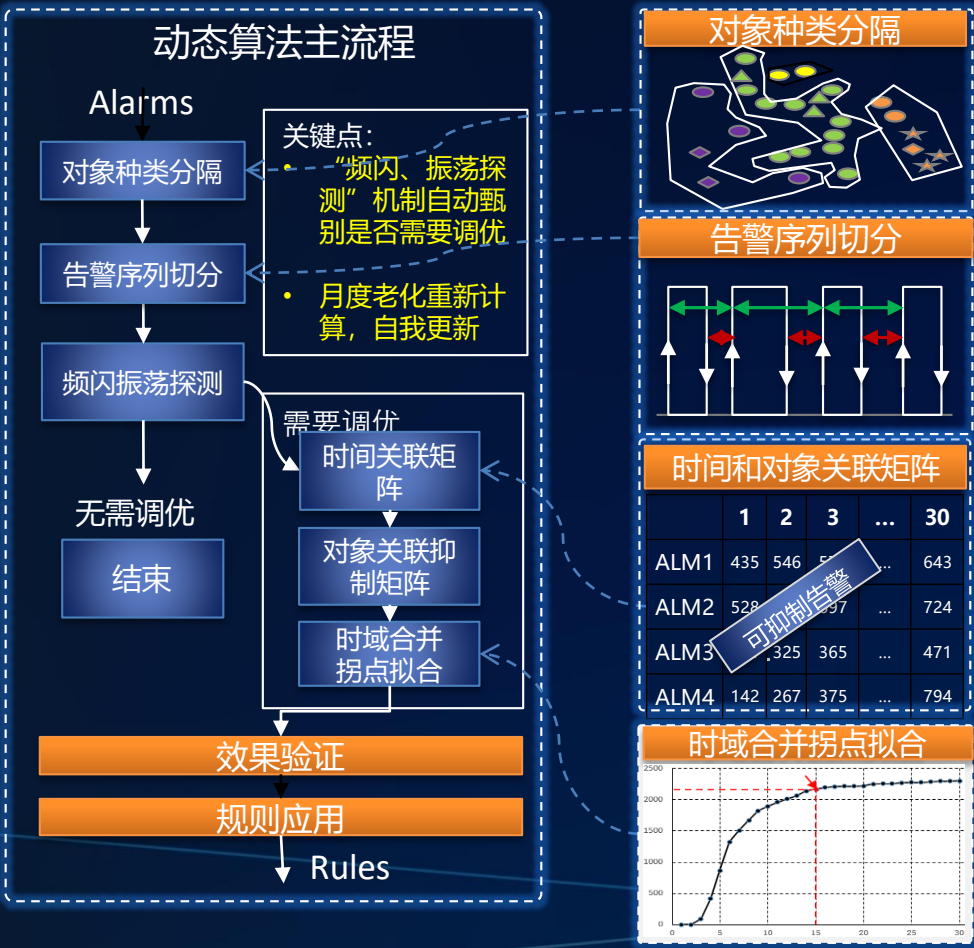 动态算法主流程
Alarms
对象种类分隔
告警序列切分
频闪振荡探测
无需调优
结束
关键点：
• “频闪、振荡探
测”机制自动甄
别是否需要调优
• 月度老化重新计
算，自我更新
需要调优
时间关联矩
阵
对象关联抑
制矩阵
时域合并
拐点拟合
效果验证
规则应用
Rules
对象种类分隔
告警序列切分
时间和对象关联矩阵
1 2 3 ... 30
ALM1 435 546 ... 643
ALM2 528 ... 724
ALM3 325 365 ... 471
ALM4 142 267 375 ... 794
可抑制告警
时域合并拐点拟合
2500
2000
1500
1000
500
0
0 5 10 15 20 25 30